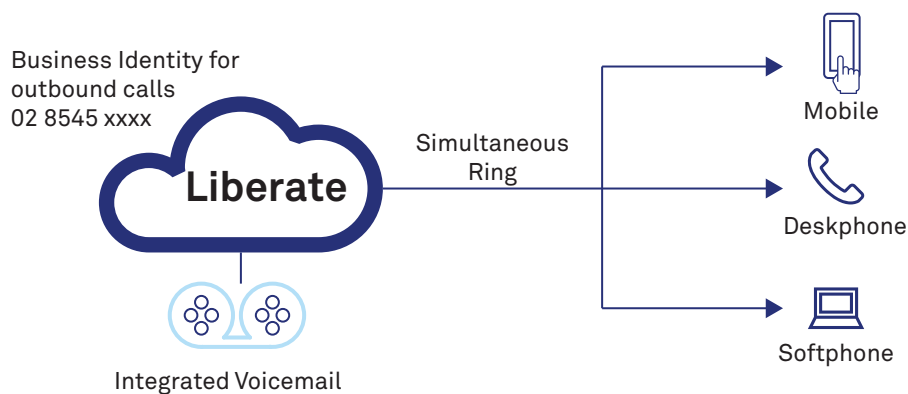 Business Identity for
outbound calls
02 8545 xxxx
Liberate
Simultaneous
Ring
Mobile
Deskphone
Softphone
Integrated Voicemail